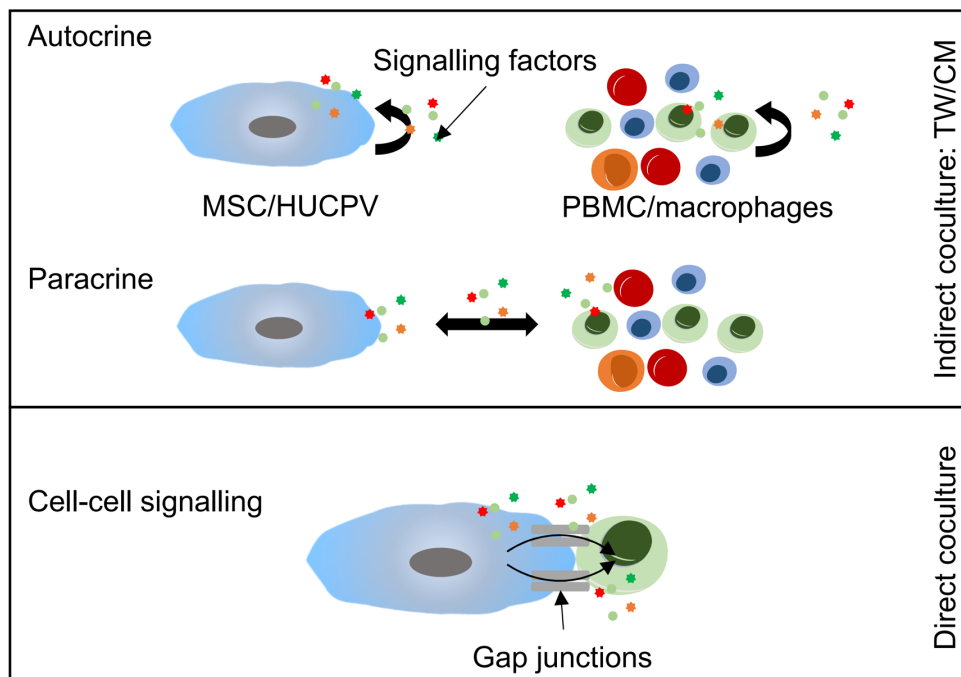 Autocrine
Signalling factors
MSC/HUCPV
PBMC/macrophages
Paracrine
Indirect coculture: TW/CM
Cell-cell signalling
Gap junctions
Direct coculture